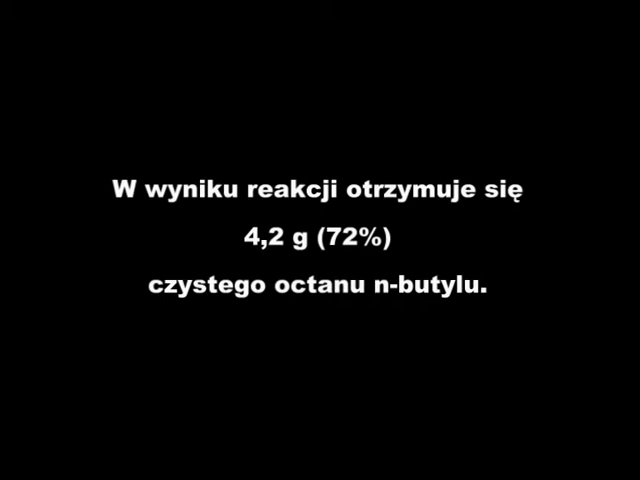 W wyniku reakcji otrzymuje się
4,2 g (72%)
czystego octanu n-butylu.